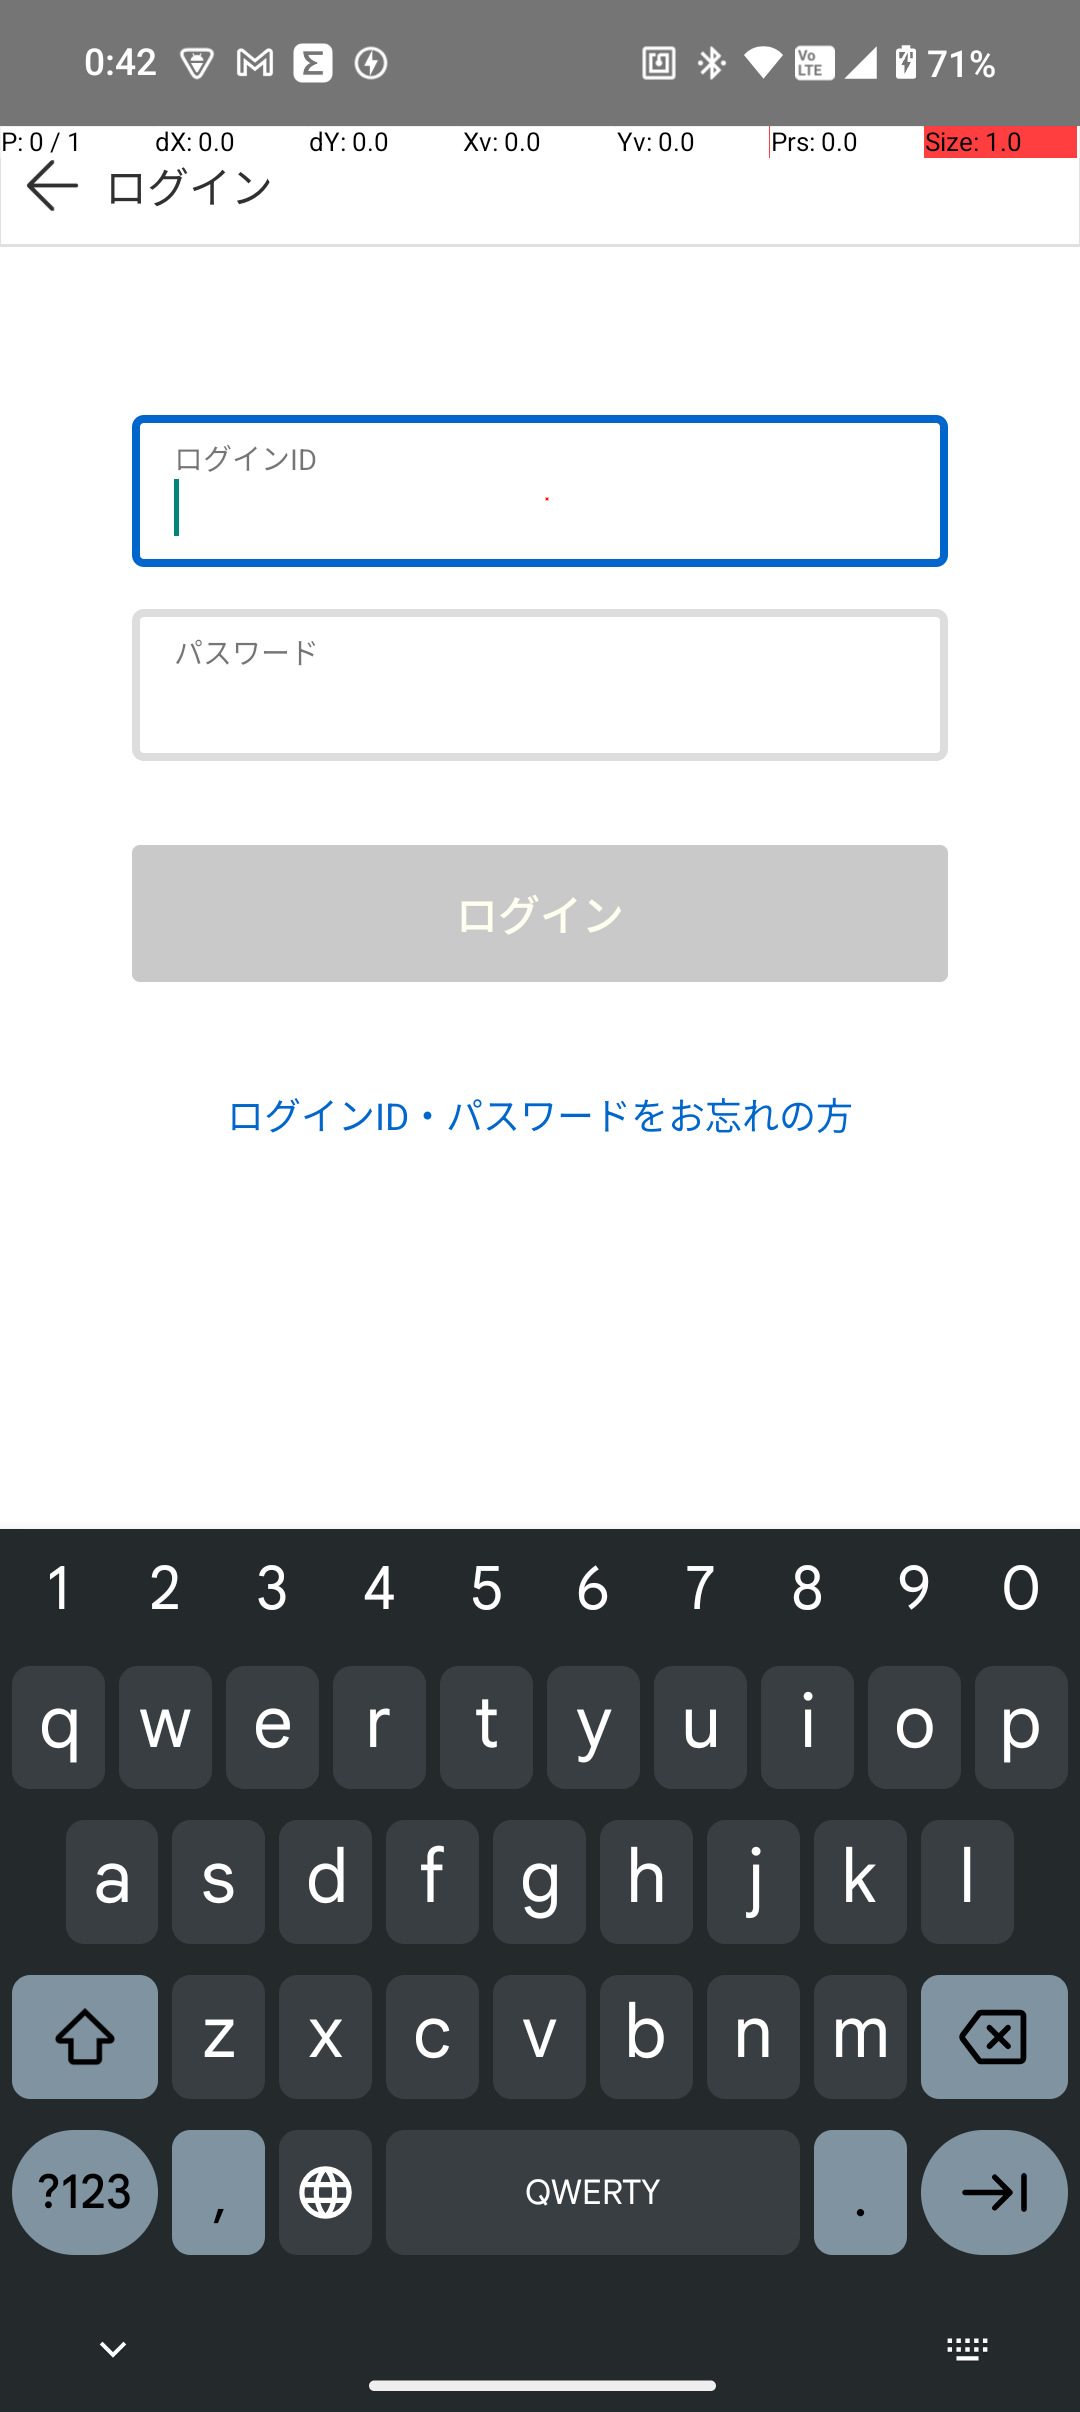 0:42 Vo LTE 71%
P: 0 / 1 dX: 0.0 dY: 0.0 Xv: 0.0 Yv: 0.0 Prs: 0.0 Size: 1.0
ログイン
ログインID
パスワード
ログイン
ログインID・パスワードをお忘れの方
1 2 3 4 5 6 7 8 9 0
q w e r t y u i o p
a s d f g h j k l
z x c v b n m
?123 , QWERTY .